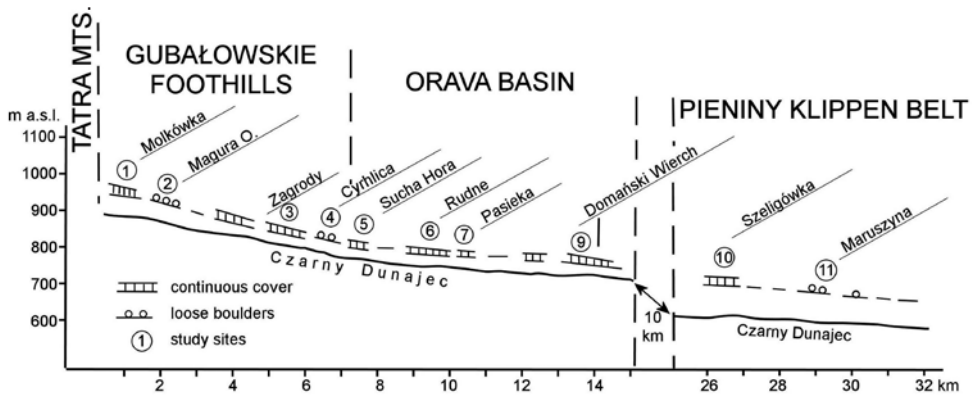 TATRA MTS.
GUBAŁOWSKIE
FOOTHILLS
ORAVA BASIN
PIENINY KLIPPEN BELT
m a.s.l.
1100
1000
900
800
700
600
1 Molkówka
2 Magura O.
Zagrody
3
4 Cyrhlica
5 Sucha Hora
6 Rudne
7 Pasieka
9 Domański Wierch
10 Szeligówka
11 Maruszyna
Czarny Dunajec
10
km
Czarny Dunajec
continuous cover
loose boulders
1 study sites
2 4 6 8 10 12 14 26 28 30 32 km